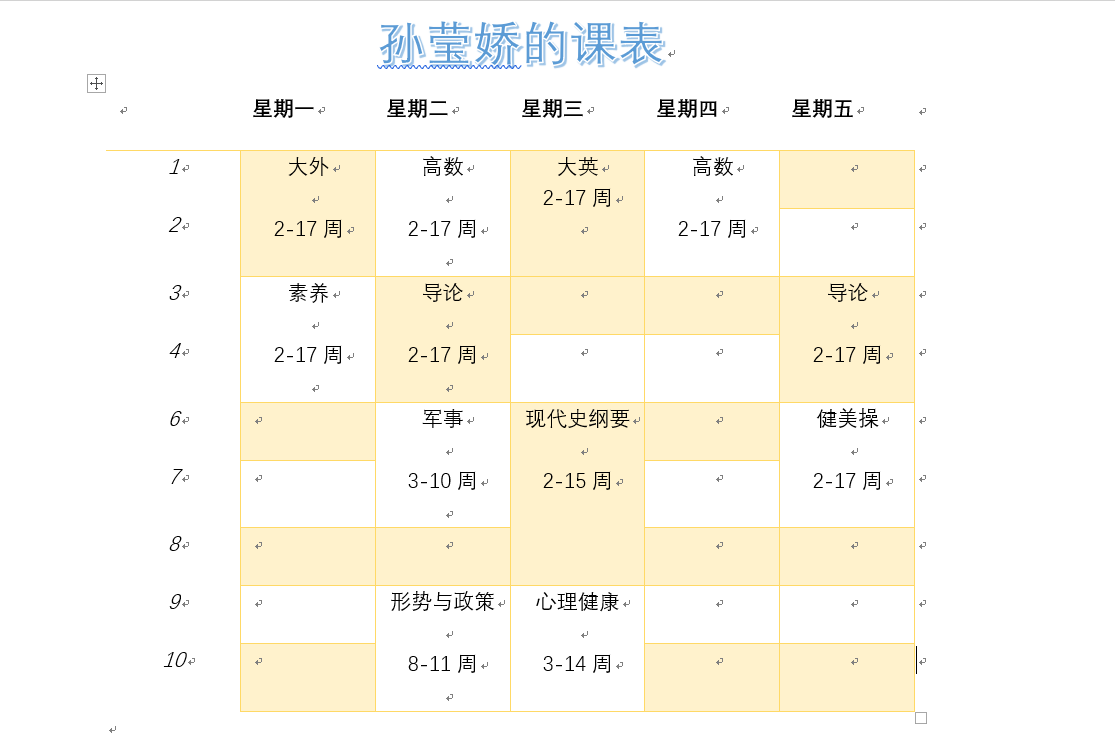 孙莹娇的课表
星期一 星期二 星期三 星期四 星期五
1 大外 高数 大英 高数
2-17 周
2 2-17 周 2-17 周 2-17 周
3 素养 导论 导论
4 2-17 周 2-17 周 2-17 周
6 军事 现代史纲要 健美操
7 3-10 周 2-15 周 2-17 周
8
9 形势与政策 心理健康
10 8-11 周 3-14 周